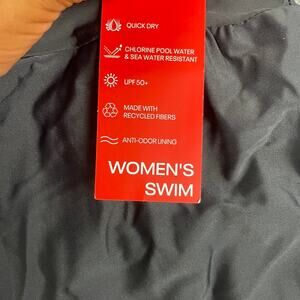 QUICK DRY
CHLORINE POOL WATER
& SEA WATER RESISTANT
UPF 50+
MADE WITH
RECYCLED FIBERS
ANTI-ODOR LINING
WOMEN'S
SWIM